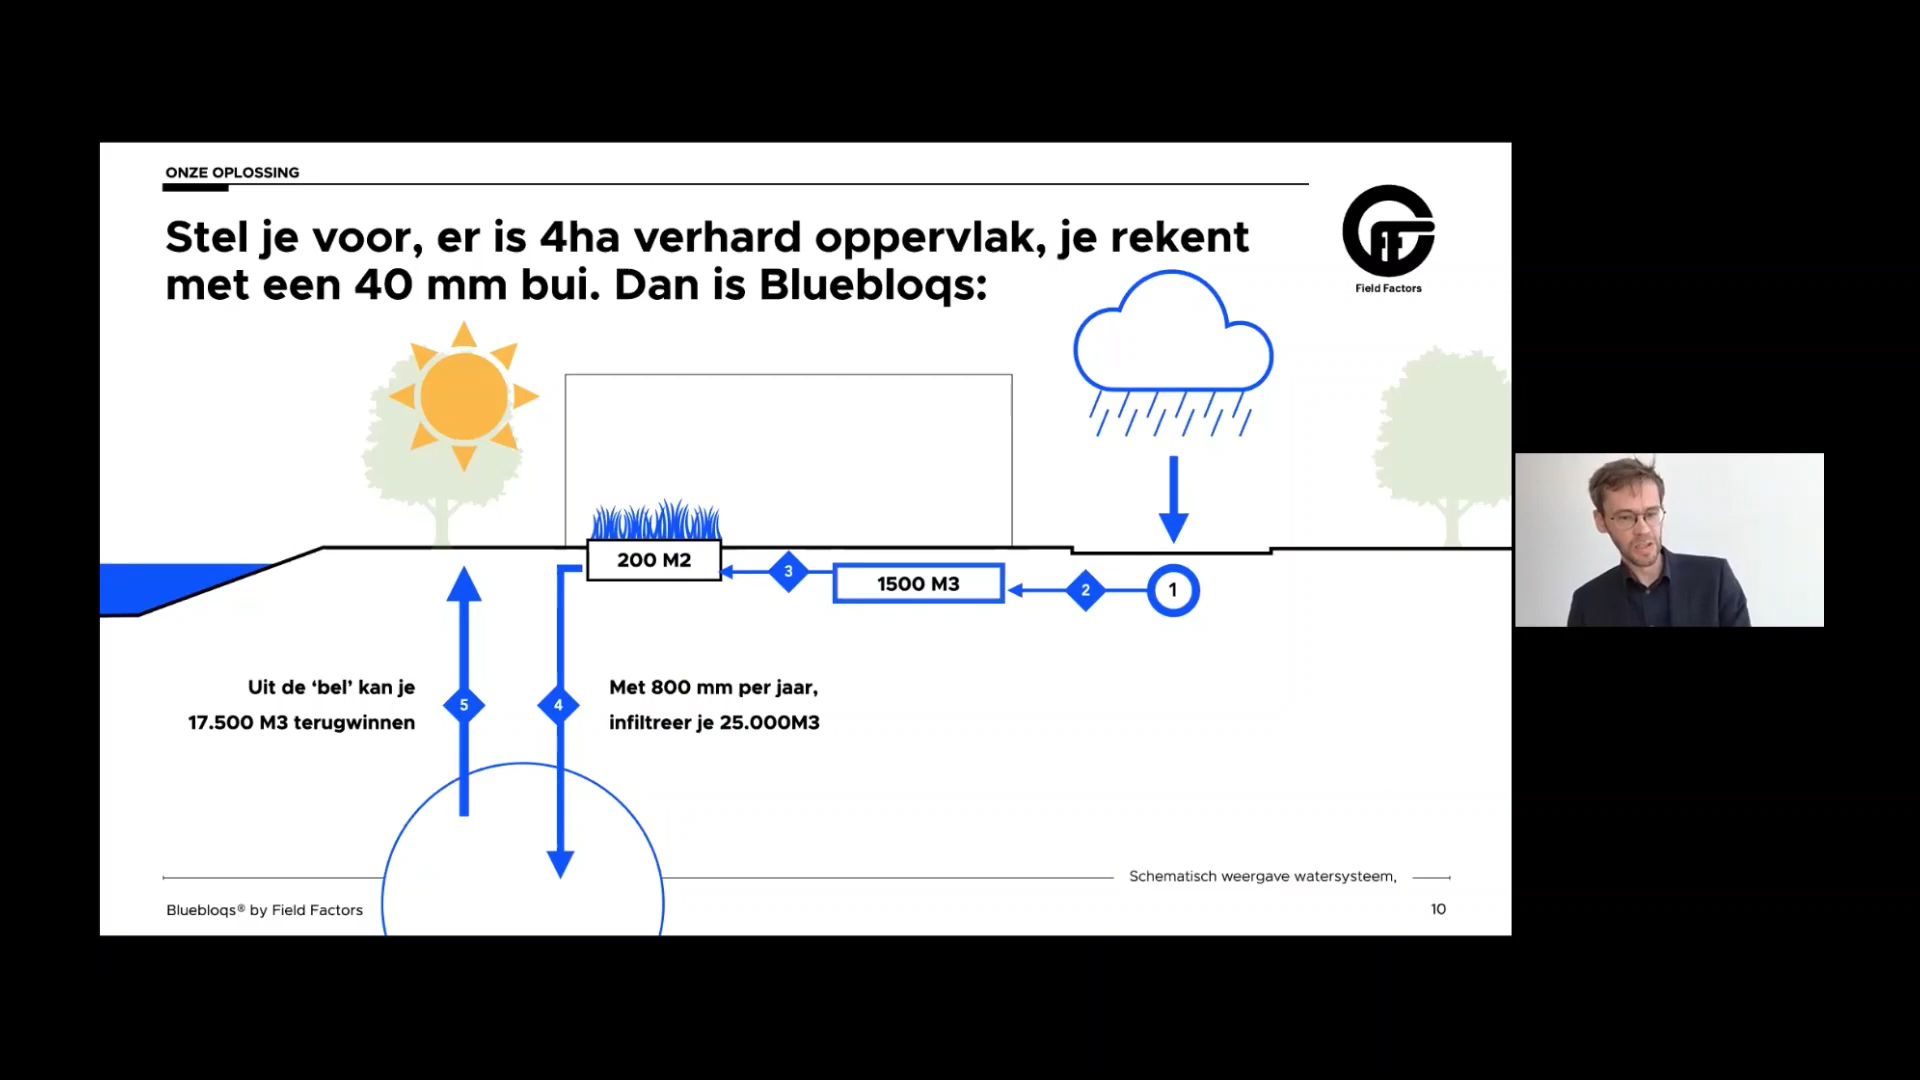 ONZE OPLOSSING
Stel je voor, er is 4ha verhard oppervlak, je rekent
met een 40 mm bui. Dan is Bluebloqs:
Field Factors
200 M2
3
1500 M3
2
1
Uit de ‘bel’ kan je
17.500 M3 terugwinnen
5
4
Met 800 mm per jaar,
infiltreer je 25.000M3
Schematisch weergave watersysteem,
Bluebloqs® by Field Factors
10